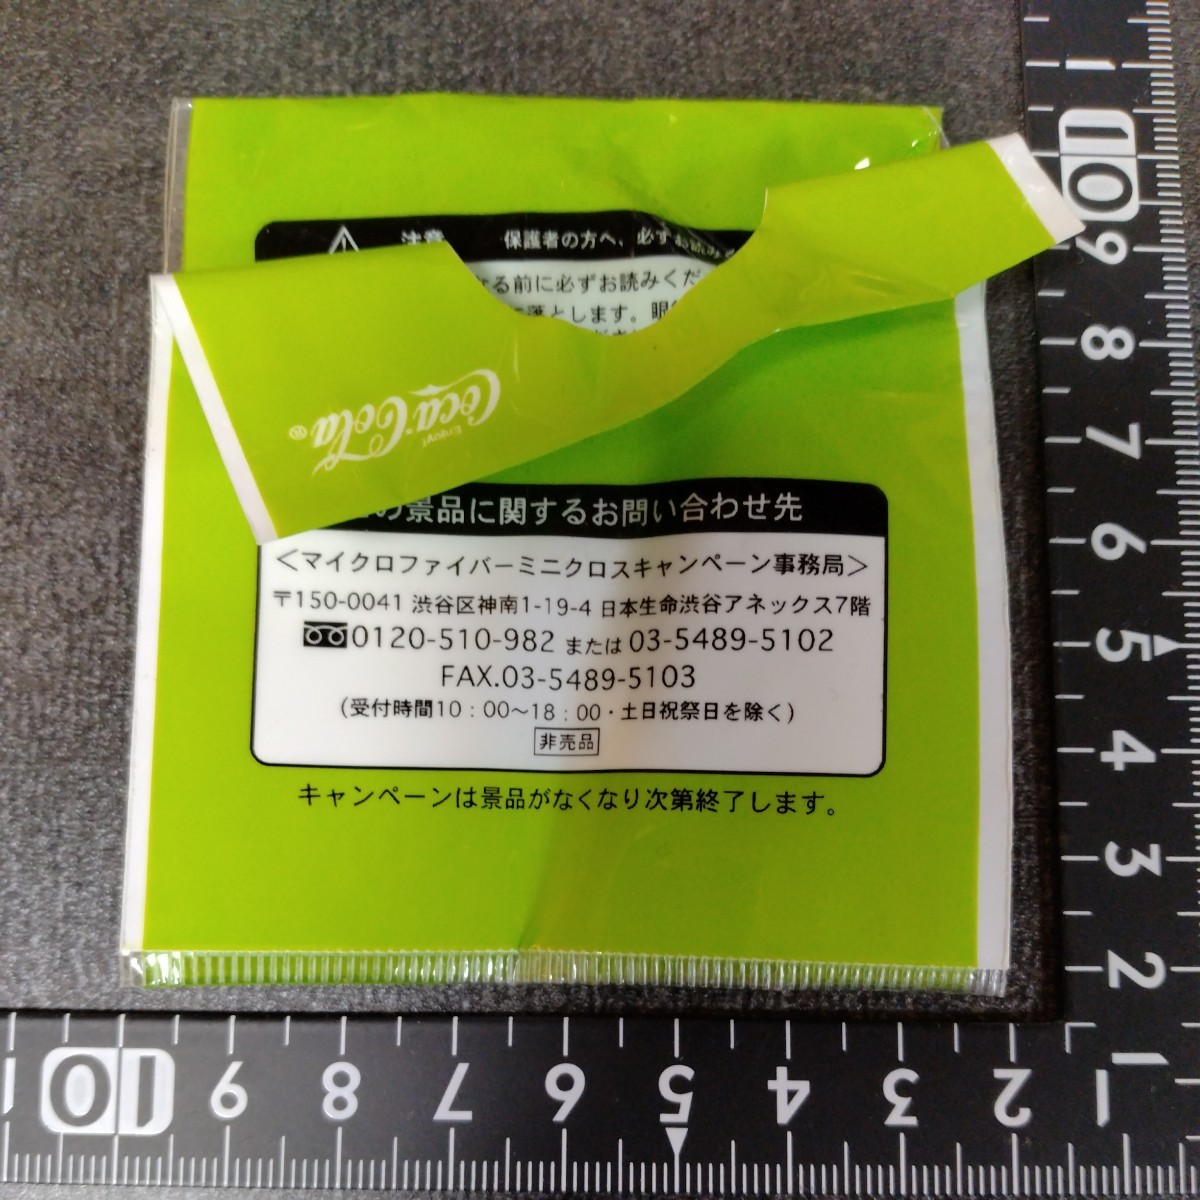 注意 保護者の方へ、必ずお読み
る前に必ずお読みくだ
落とします。
Enjoy!
Coca-Cola®
の景品に関するお問い合わせ先
＜マイクロファイバーミニクロスキャンペーン事務局＞
〒150-0041 渋谷区神南1-19-4 日本生命渋谷アネックス7階
0120-510-982 または 03-5489-5102
FAX.03-5489-5103
(受付時間10：00～18：00・土日祝祭日を除く)
非売品
キャンペーンは景品がなくなり次第終了します。
10
9
8
7
6
5
4
3
2
1
10 9 8 7 6 5 4 3 2 1